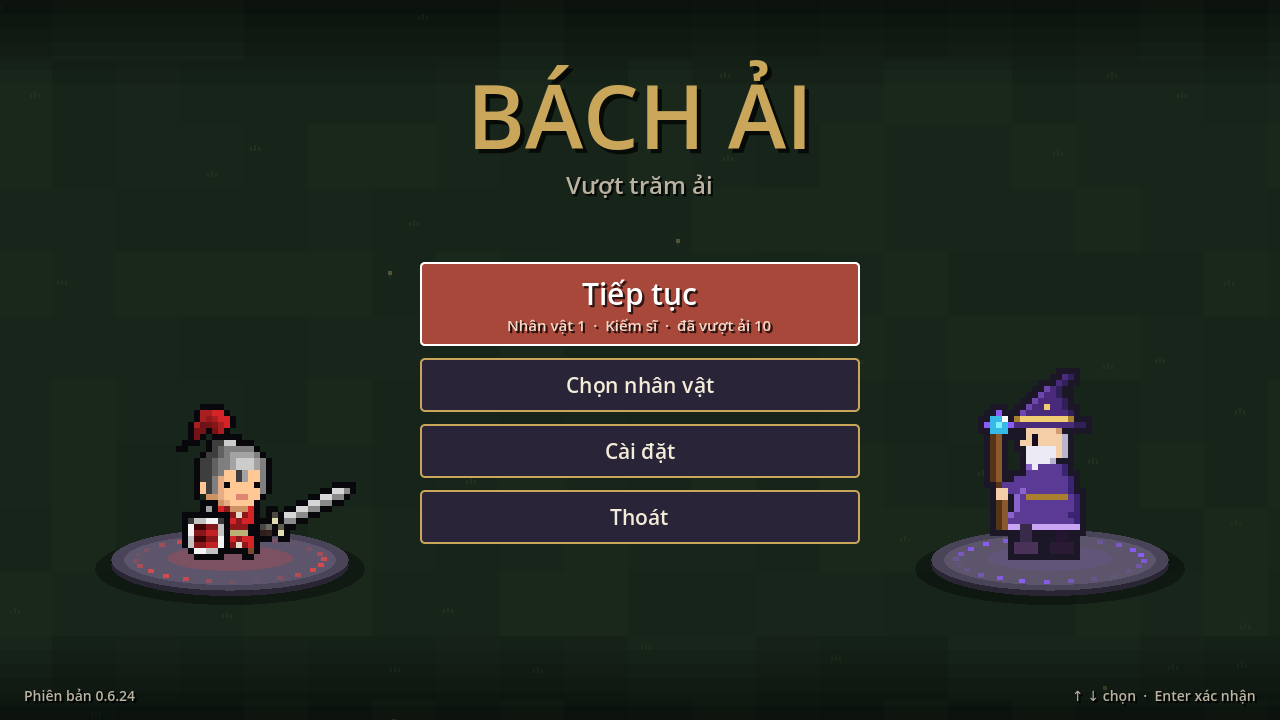 BÁCH ẢI
Vượt trăm ải
Tiếp tục
Nhân vật 1 · Kiếm sĩ · đã vượt ải 10
Chọn nhân vật
Cài đặt
Thoát
Phiên bản 0.6.24
↑ ↓ chọn · Enter xác nhận